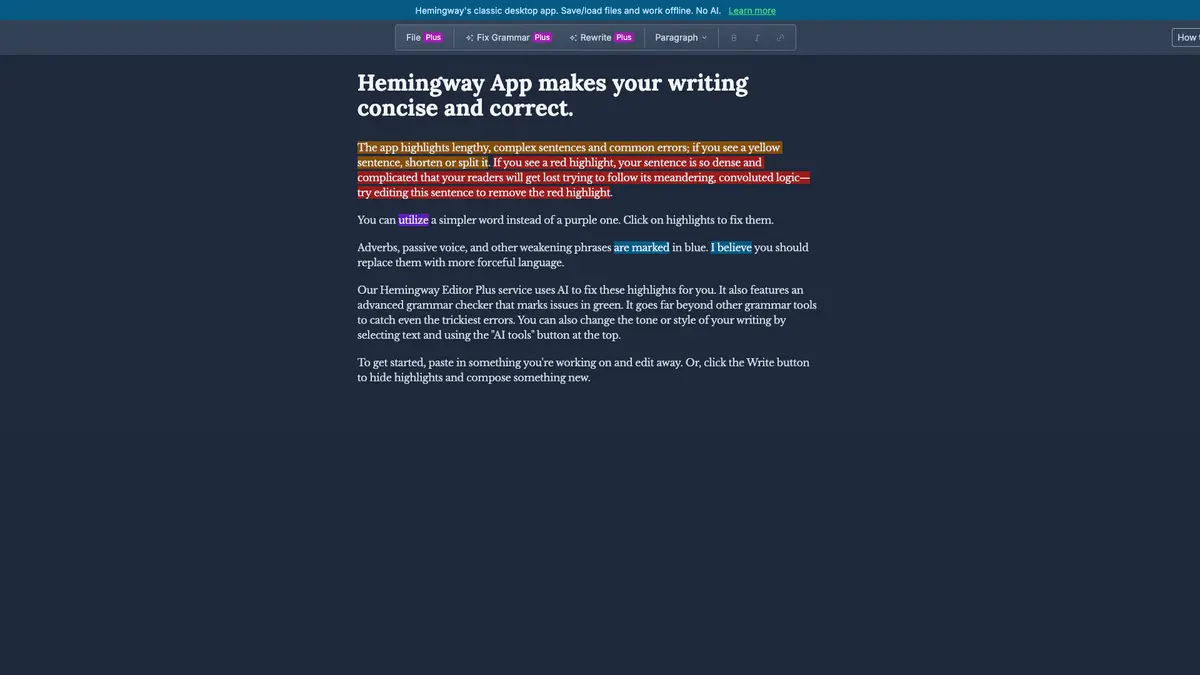 Hemingway's classic desktop app. Save/load files and work offline. No AI. Learn more
File Plus Fix Grammar Plus Rewrite Plus Paragraph B I
How
Hemingway App makes your writing
concise and correct.
The app highlights lengthy, complex sentences and common errors; if you see a yellow
sentence, shorten or split it. If you see a red highlight, your sentence is so dense and
complicated that your readers will get lost trying to follow its meandering, convoluted logic—
try editing this sentence to remove the red highlight.
You can utilize a simpler word instead of a purple one. Click on highlights to fix them.
Adverbs, passive voice, and other weakening phrases are marked in blue. I believe you should
replace them with more forceful language.
Our Hemingway Editor Plus service uses AI to fix these highlights for you. It also features an
advanced grammar checker that marks issues in green. It goes far beyond other grammar tools
to catch even the trickiest errors. You can also change the tone or style of your writing by
selecting text and using the "AI tools" button at the top.
To get started, paste in something you're working on and edit away. Or, click the Write button
to hide highlights and compose something new.